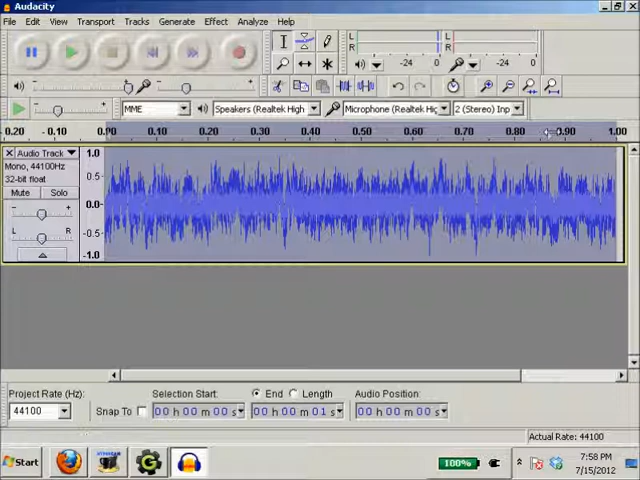 Audacity
File Edit View Transport Tracks Generate Effect Analyze Help
L -24 0 L -24 0
R R
MME Speakers (Realtek High Microphone (Realtek Hig 2 (Stereo) Inp
-0.20 -0.10 0.00 0.10 0.20 0.30 0.40 0.50 0.60 0.70 0.80 0.90 1.00
Audio Track 1.0
Mono, 44100Hz
32-bit float 0.5
Mute Solo
- + 0.0
L R -0.5
-1.0
Project Rate (Hz): Selection Start: End Length Audio Position:
44100 Snap To 00 h 00 m 00 s 00 h 00 m 01 s 00 h 00 m 00 s
Actual Rate: 44100
Start 100% 7:58 PM
7/15/2012